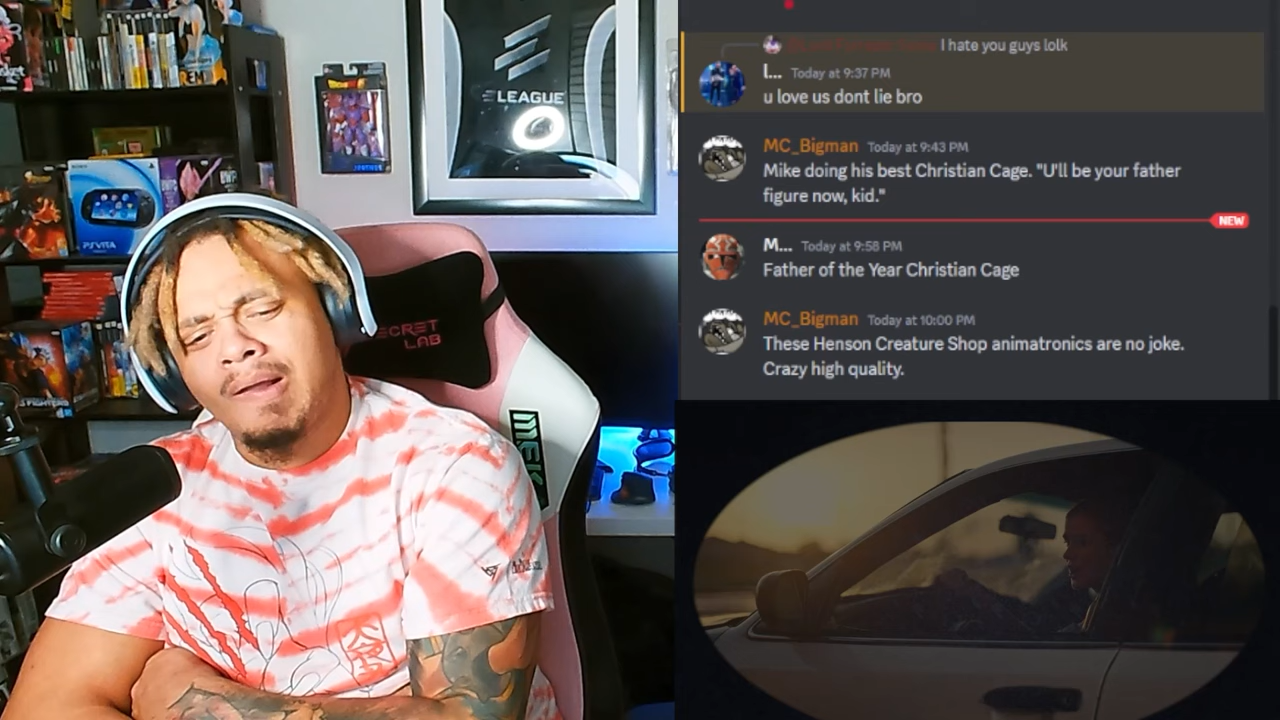 I hate you guys lolk
l... Today at 9:37 PM
u love us dont lie bro
MC_Bigman Today at 9:43 PM
Mike doing his best Christian Cage. "U'll be your father
figure now, kid."
NEW
M... Today at 9:58 PM
Father of the Year Christian Cage
MC_Bigman Today at 10:00 PM
These Henson Creature Shop animatronics are no joke.
Crazy high quality.
ELEAGUE
PSVITA
SECRET
LAB